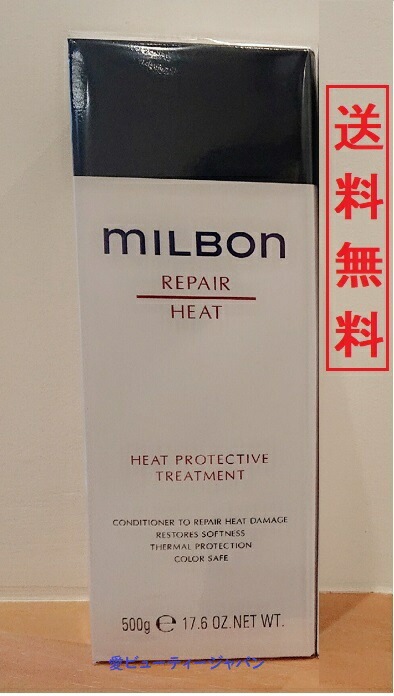 milbon
REPAIR
HEAT
HEAT PROTECTIVE
TREATMENT
CONDITIONER TO REPAIR HEAT DAMAGE
RESTORES SOFTNESS
THERMAL PROTECTION
COLOR SAFE
500g ℮ 17.6 OZ.NET WT.
愛ビューティージャパン
送料無料